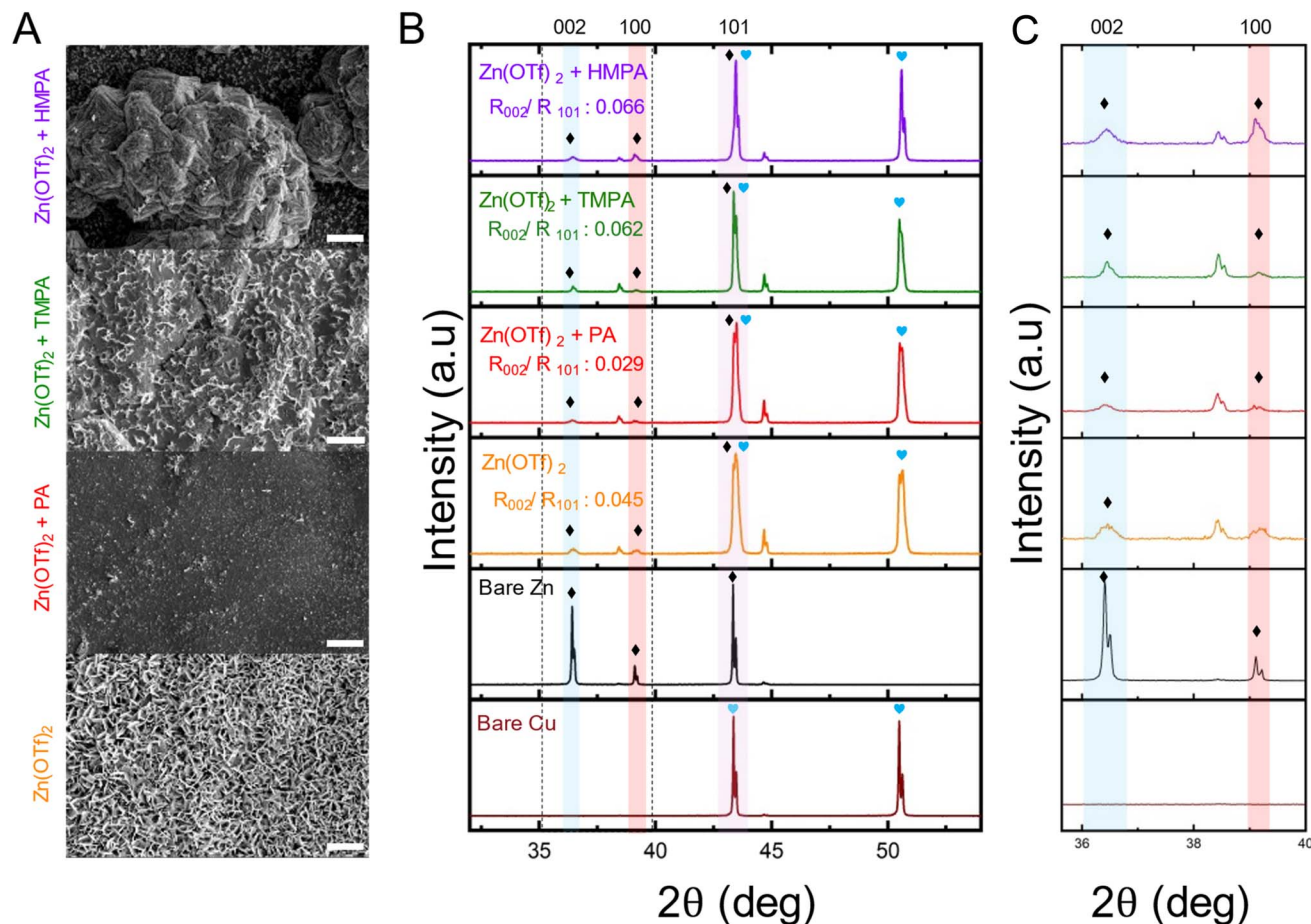 A
Zn(OTf)₂ + HMPA
Zn(OTf)₂ + TMPA
Zn(OTf)₂ + PA
Zn(OTf)₂
B
002 100 101
Zn(OTf) ₂ + HMPA
R₀₀₂/ R ₁₀₁ : 0.066
Zn(OTf)₂ + TMPA
R₀₀₂/ R ₁₀₁ : 0.062
Zn(OTf) ₂ + PA
R₀₀₂/ R ₁₀₁ : 0.029
Zn(OTf) ₂
R₀₀₂/ R₁₀₁ : 0.045
Bare Zn
Bare Cu
Intensity (a.u)
35 40 45 50
2θ (deg)
C
002 100
Intensity (a.u)
36 38 40
2θ (deg)